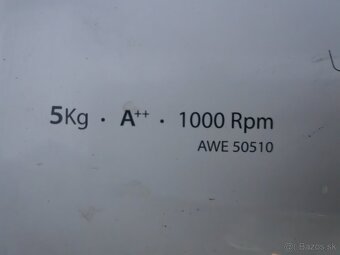 5Kg · A++ · 1000 Rpm
AWE 50510
© Bazos.sk